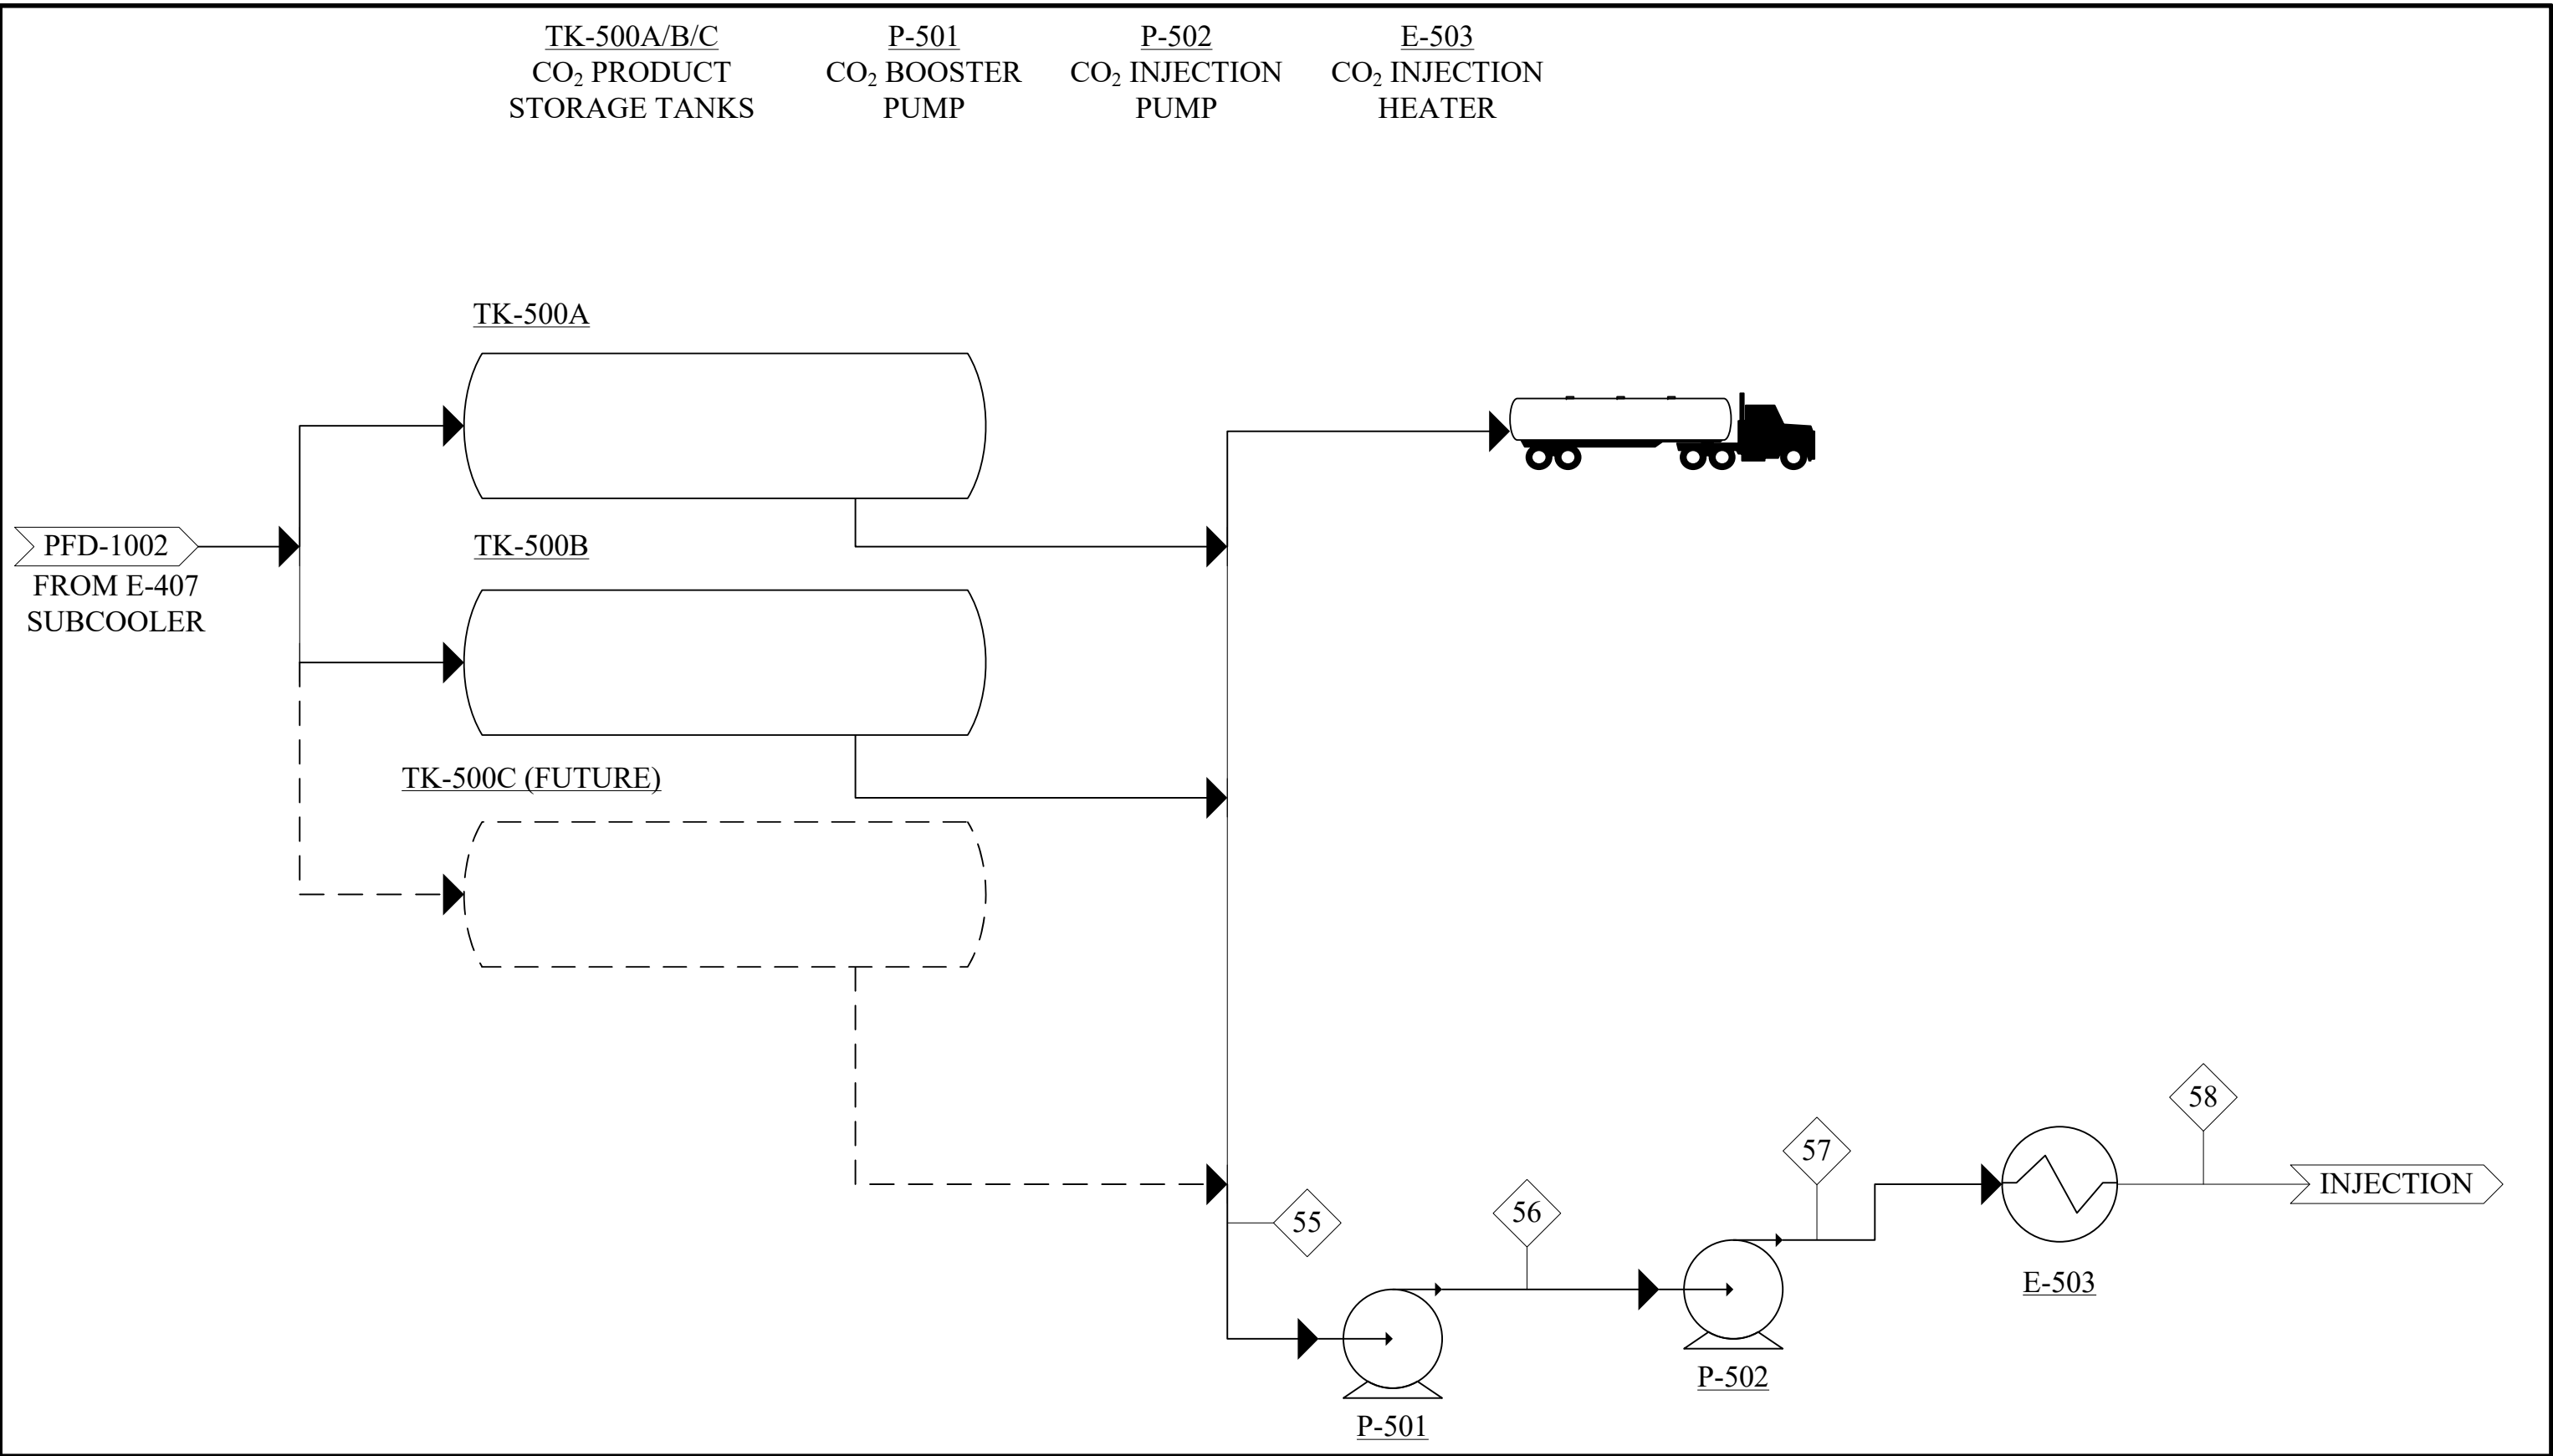 TK-500A/B/C
CO₂ PRODUCT
STORAGE TANKS
P-501
CO₂ BOOSTER
PUMP
P-502
CO₂ INJECTION
PUMP
E-503
CO₂ INJECTION
HEATER
TK-500A
PFD-1002
FROM E-407
SUBCOOLER
TK-500B
TK-500C (FUTURE)
55
56
57
58
INJECTION
E-503
P-502
P-501